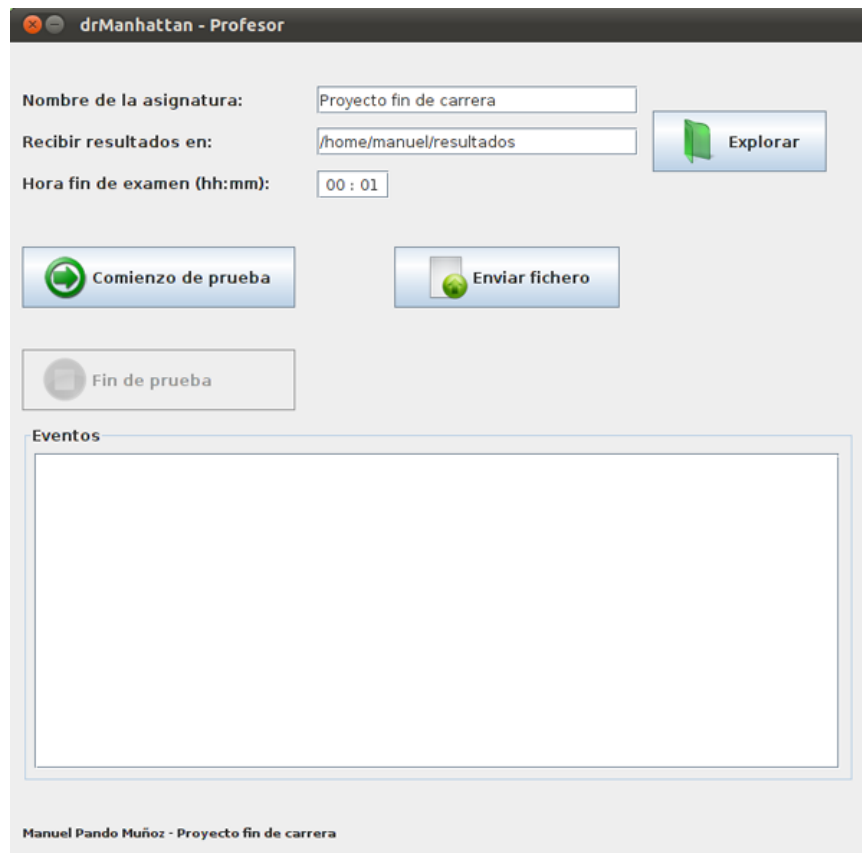 drManhattan - Profesor
Nombre de la asignatura: Proyecto fin de carrera
Recibir resultados en: /home/manuel/resultados
Explorar
Hora fin de examen (hh:mm): 00 : 01
Comienzo de prueba Enviar fichero
Fin de prueba
Eventos
Manuel Pando Muñoz - Proyecto fin de carrera